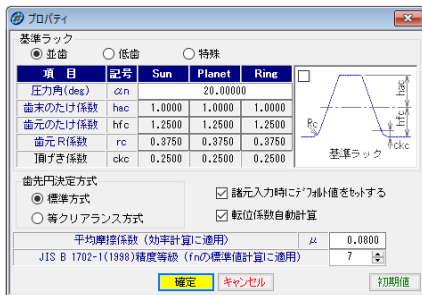 プロパティ
基準ラック
並歯 低歯 特殊
項 目 記号 Sun Planet Ring
圧力角(deg) αn 20.00000
歯末のたけ係数 hac 1.0000 1.0000 1.0000
歯元のたけ係数 hfc 1.2500 1.2500 1.2500
歯元R係数 rc 0.3750 0.3750 0.3750
頂げき係数 ckc 0.2500 0.2500 0.2500
hac
hfc
Rc
ckc
基準ラック
歯先円決定方式
標準方式
等クリアランス方式
諸元入力時にデフォルト値をセットする
転位係数自動計算
平均摩擦係数 (効率計算に適用) μ 0.0800
JIS B 1702-1(1998)精度等級 (fnの標準値計算に適用) 7
確定 キャンセル 初期値